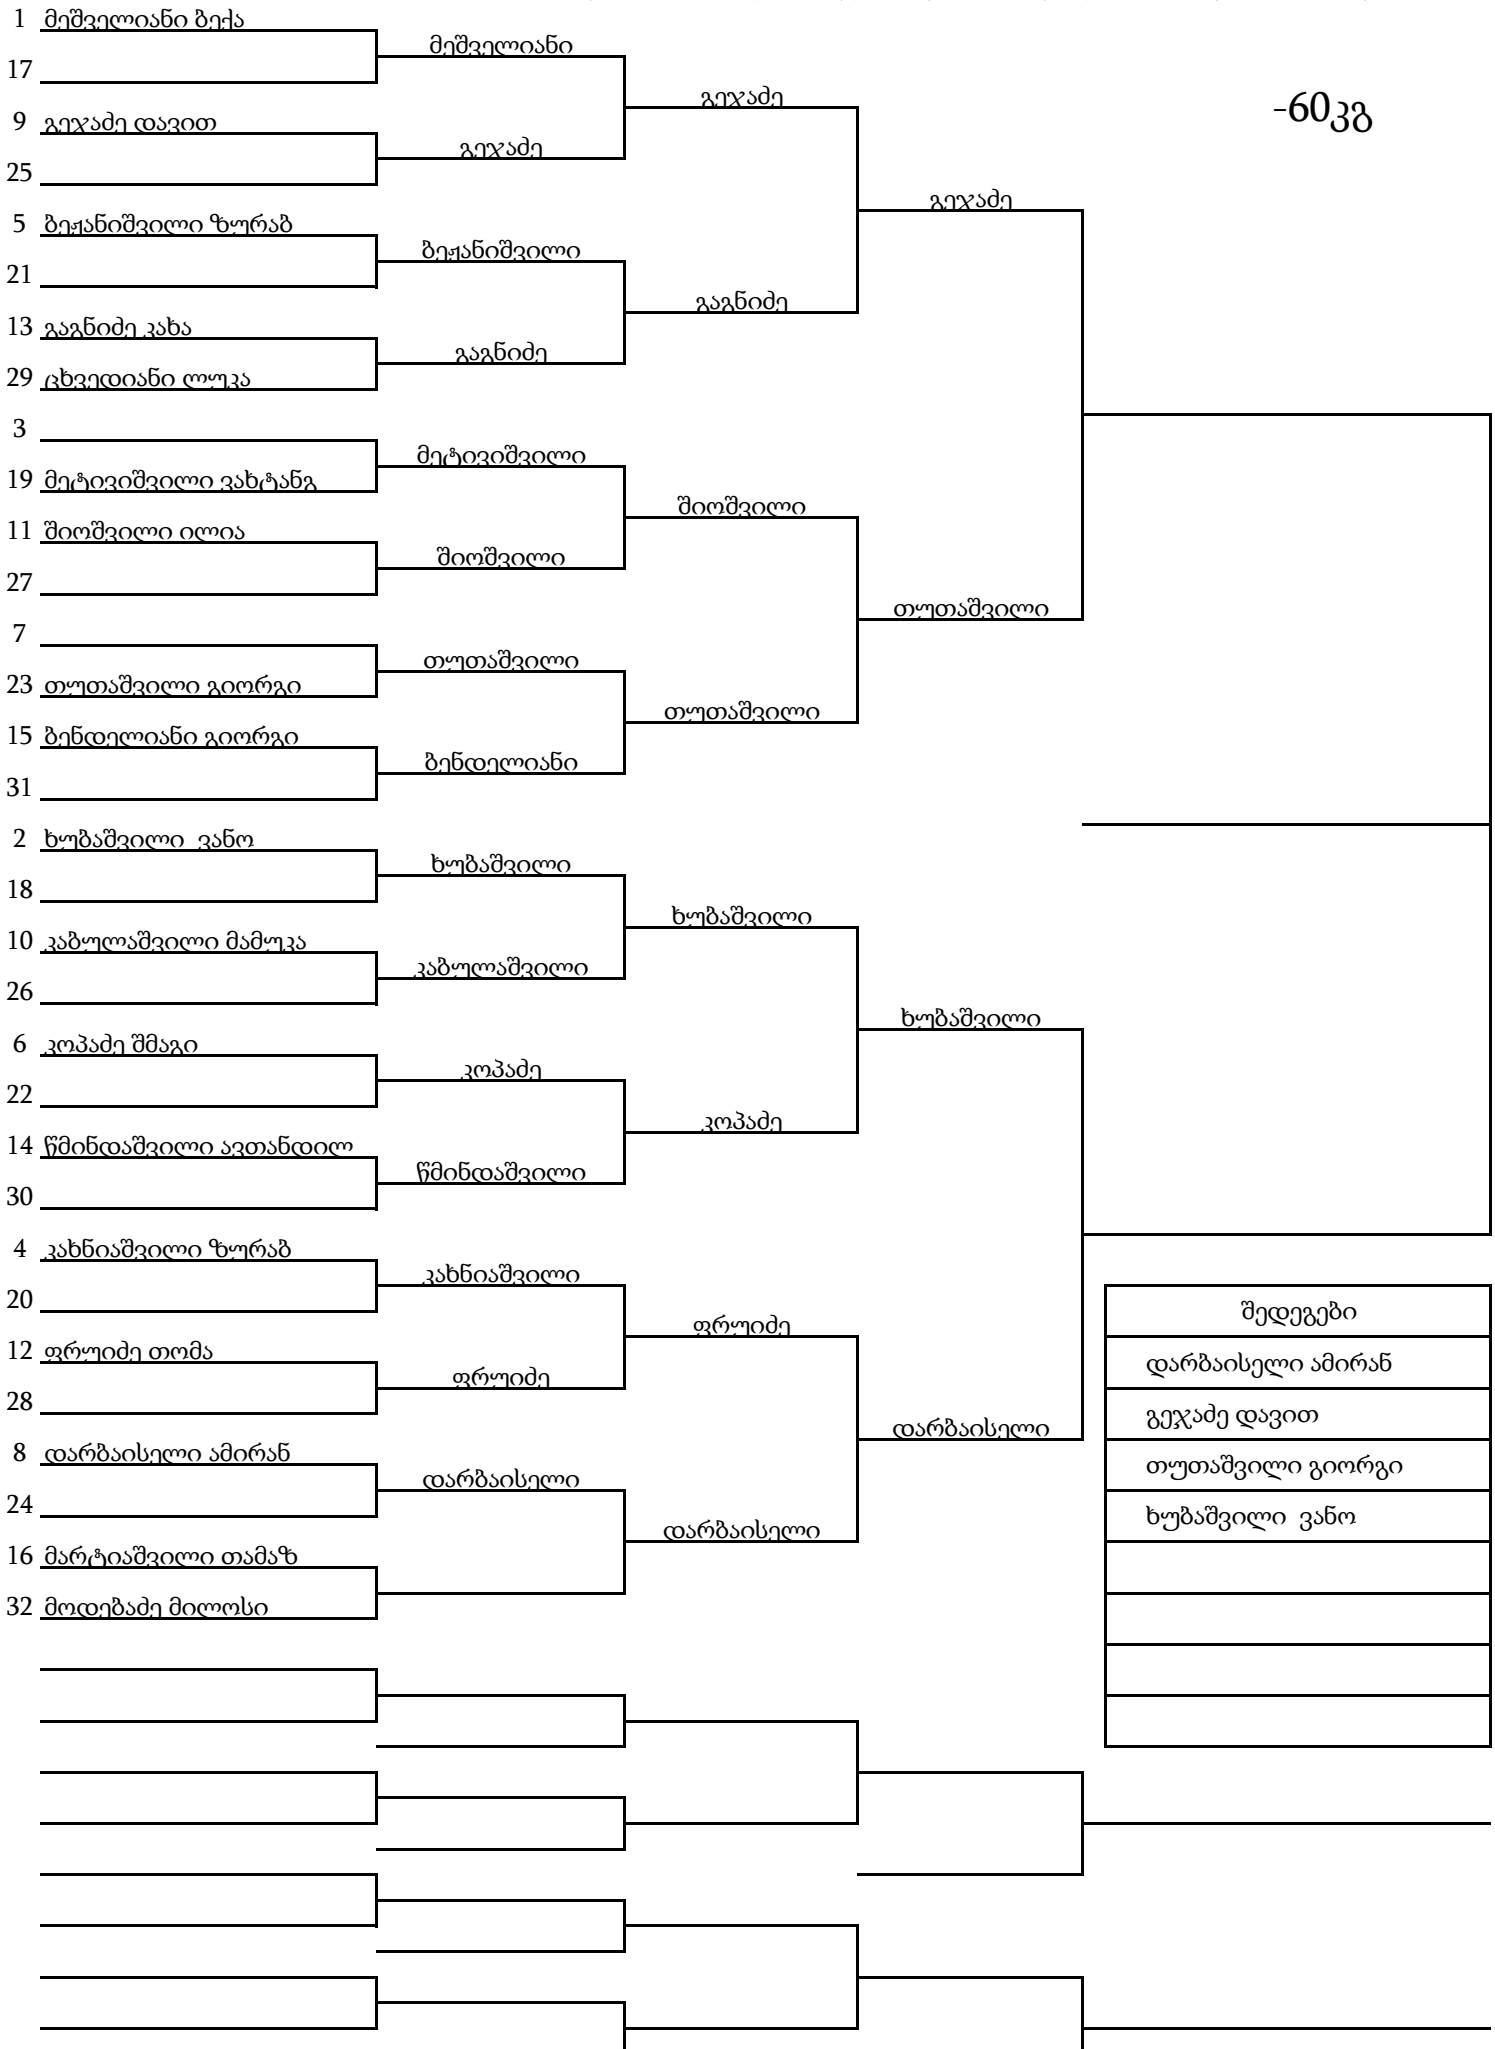 1 მეშველიანი ბექა
მეშველიანი
17
გეჯაძე
-60კგ
9 გეჯაძე დავით
გეჯაძე
25
გეჯაძე
5 ბეჟანიშვილი ზურაბ
ბეჟანიშვილი
21
გაგნიძე
13 გაგნიძე კახა
გაგნიძე
29 ცხვედიანი ლუკა
3
მეტივიშვილი
19 მეტივიშვილი ვახტანგ
შიოშვილი
11 შიოშვილი ილია
შიოშვილი
27
თუთაშვილი
7
თუთაშვილი
23 თუთაშვილი გიორგი
თუთაშვილი
15 ბენდელიანი გიორგი
ბენდელიანი
31
2 ხუბაშვილი ვანო
ხუბაშვილი
18
ხუბაშვილი
10 კაბულაშვილი მამუკა
კაბულაშვილი
26
ხუბაშვილი
6 კოპაძე შმაგი
კოპაძე
22
კოპაძე
14 წმინდაშვილი ავთანდილ
წმინდაშვილი
30
4 კახნიაშვილი ზურაბ
კახნიაშვილი
20
შედეგები
ფრუიძე
12 ფრუიძე თომა
დარბაისელი ამირან
ფრუიძე
28
გეჯაძე დავით
დარბაისელი
8 დარბაისელი ამირან
თუთაშვილი გიორგი
დარბაისელი
24
ხუბაშვილი ვანო
დარბაისელი
16 მარტიაშვილი თამაზ
32 მოდებაძე მილოსი